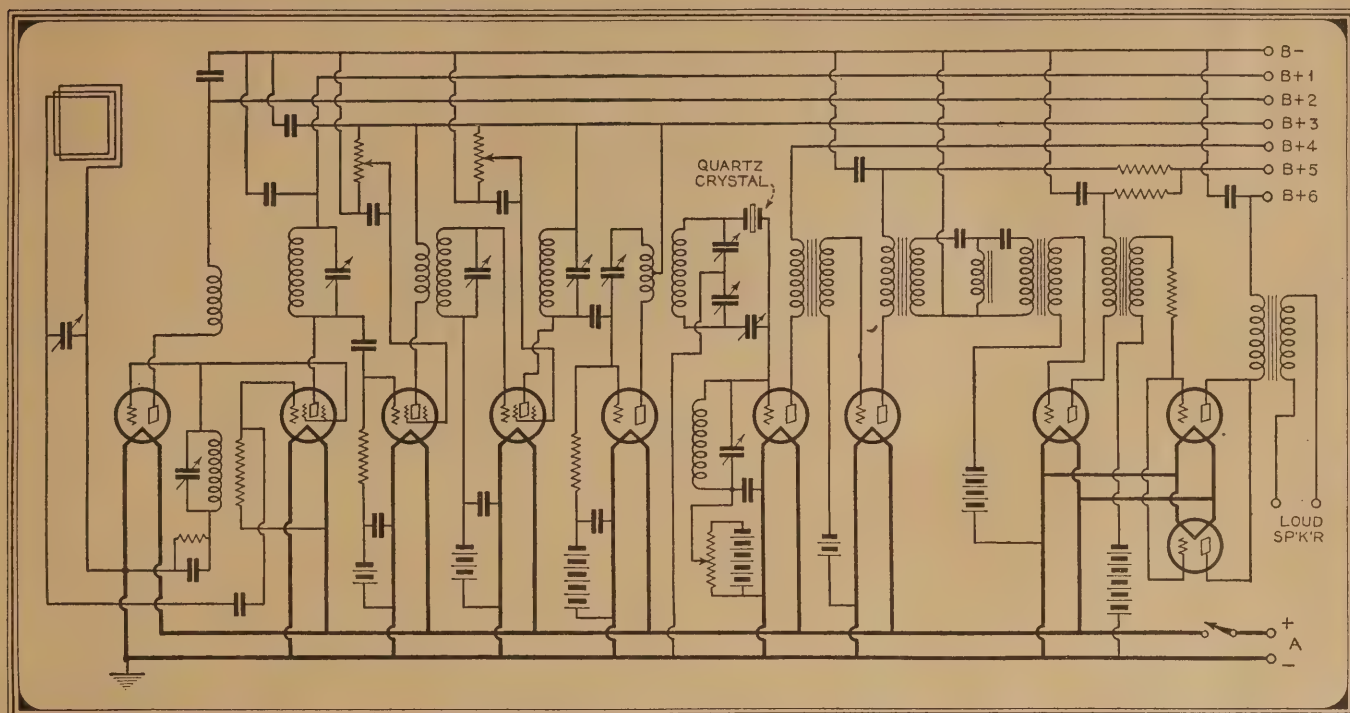 B-
B+1
B+2
B+3
B+4
B+5
B+6
QUARTZ
CRYSTAL
LOUD
SP'K'R
+
A
-